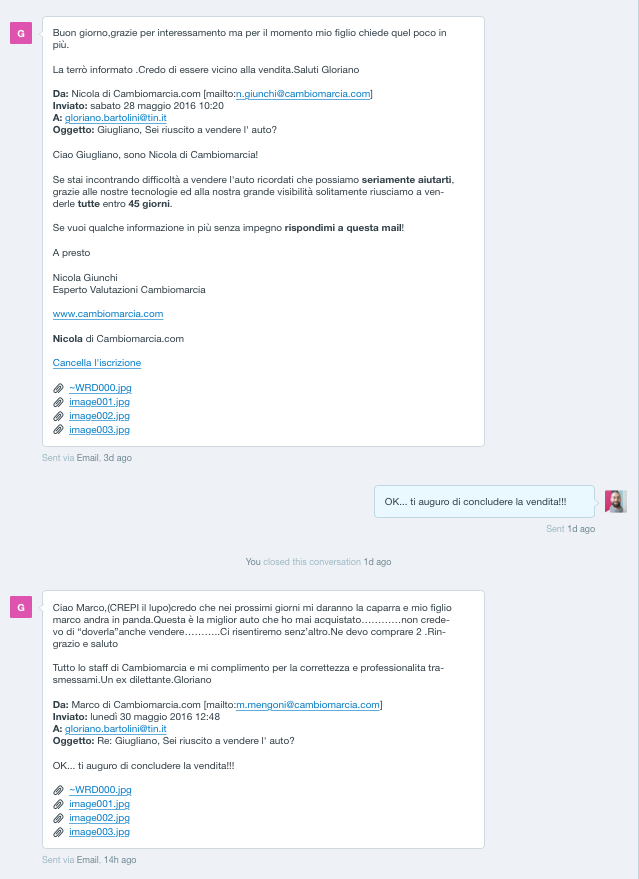 G
Buon giorno,grazie per interessamento ma per il momento mio figlio chiede quel poco in
più.
La terrò informato .Credo di essere vicino alla vendita.Saluti Gloriano
Da: Nicola di Cambiomarcia.com [mailto:n.giunchi@cambiomarcia.com]
Inviato: sabato 28 maggio 2016 10:20
A: gloriano.bartolini@tin.it
Oggetto: Giugliano, Sei riuscito a vendere l' auto?
Ciao Giugliano, sono Nicola di Cambiomarcia!
Se stai incontrando difficoltà a vendere l'auto ricordati che possiamo seriamente aiutarti,
grazie alle nostre tecnologie ed alla nostra grande visibilità solitamente riusciamo a ven-
derle tutte entro 45 giorni.
Se vuoi qualche informazione in più senza impegno rispondimi a questa mail!
A presto
Nicola Giunchi
Esperto Valutazioni Cambiomarcia
www.cambiomarcia.com
Nicola di Cambiomarcia.com
Cancella l'iscrizione
~WRD000.jpg
image001.jpg
image002.jpg
image003.jpg
Sent via Email, 3d ago
OK... ti auguro di concludere la vendita!!!
Sent 1d ago
You closed this conversation 1d ago
G
Ciao Marco,(CREPI il lupo)credo che nei prossimi giorni mi daranno la caparra e mio figlio
marco andra in panda.Questa è la miglior auto che ho mai acquistato…………non crede-
vo di “doverla”anche vendere……….Ci risentiremo senz’altro.Ne devo comprare 2 .Rin-
grazio e saluto
Tutto lo staff di Cambiomarcia e mi complimento per la correttezza e professionalita tra-
smessami.Un ex dilettante.Gloriano
Da: Marco di Cambiomarcia.com [mailto:m.mengoni@cambiomarcia.com]
Inviato: lunedì 30 maggio 2016 12:48
A: gloriano.bartolini@tin.it
Oggetto: Re: Giugliano, Sei riuscito a vendere l' auto?
OK... ti auguro di concludere la vendita!!!
~WRD000.jpg
image001.jpg
image002.jpg
image003.jpg
Sent via Email, 14h ago